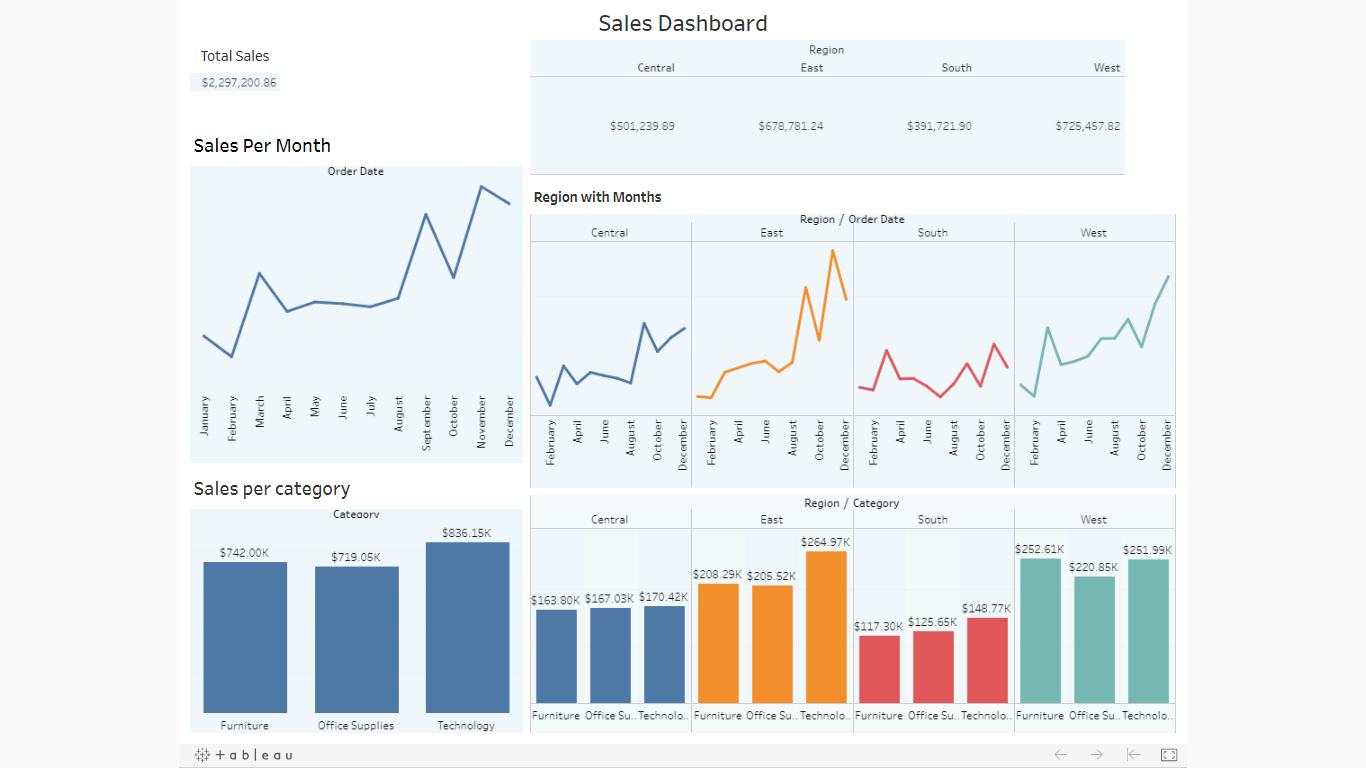 Sales Dashboard
Total Sales
$2,297,200.86
Region
Central East South West
$501,239.89 $678,781.24 $391,721.90 $725,457.82
Sales Per Month
Order Date
January February March April May June July August September October November December
Region with Months
Region / Order Date
Central East South West
February April June August October December February April June August October December February April June August October December February April June August October December
Sales per category
Category
$742.00K $719.05K $836.15K
Furniture Office Supplies Technology
Region / Category
Central East South West
$163.80K $167.03K $170.42K $208.29K $205.52K $264.97K $117.30K $125.65K $148.77K $252.61K $220.85K $251.99K
Furniture Office Su.. Technolo.. Furniture Office Su.. Technolo.. Furniture Office Su.. Technolo.. Furniture Office Su.. Technolo..
+ a b | e a u